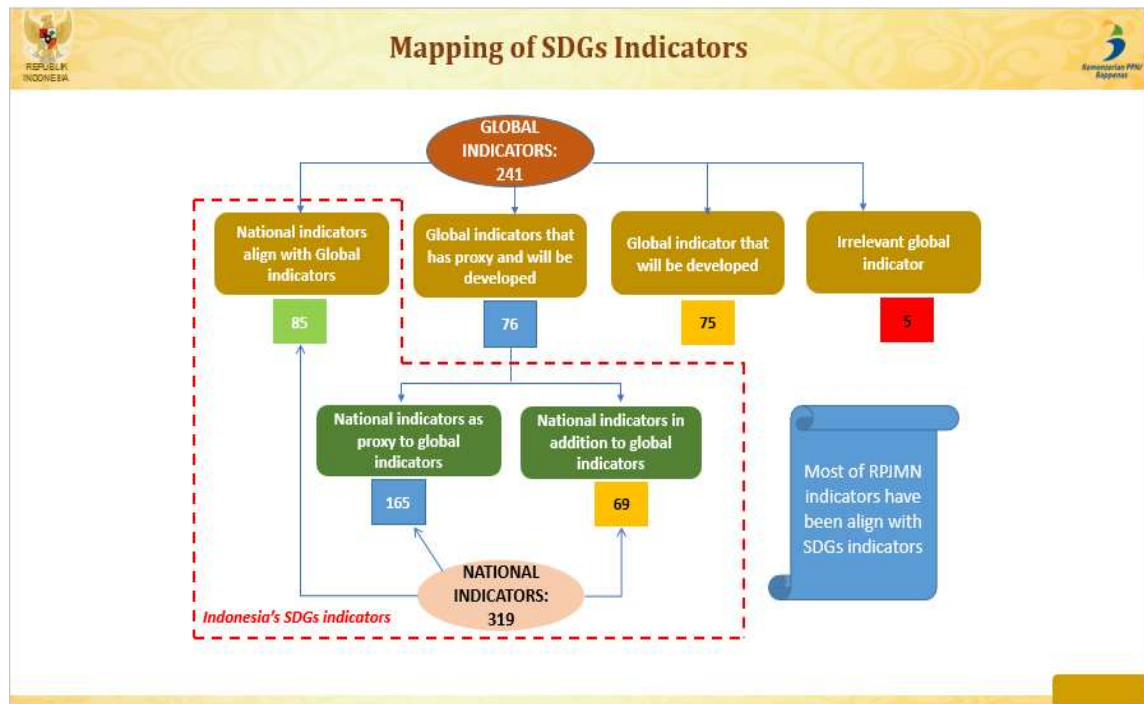 REPUBLIK
INDONESIA
Mapping of SDGs Indicators
Kementerian PPN/
Bappenas
GLOBAL
INDICATORS:
241
National indicators
align with Global
indicators
85
Global indicators that
has proxy and will be
developed
76
Global indicator that
will be developed
75
Irrelevant global
indicator
5
National indicators as
proxy to global
indicators
165
National indicators in
addition to global
indicators
69
NATIONAL
INDICATORS:
319
Indonesia's SDGs indicators
Most of RPJMN
indicators have
been align with
SDGs indicators